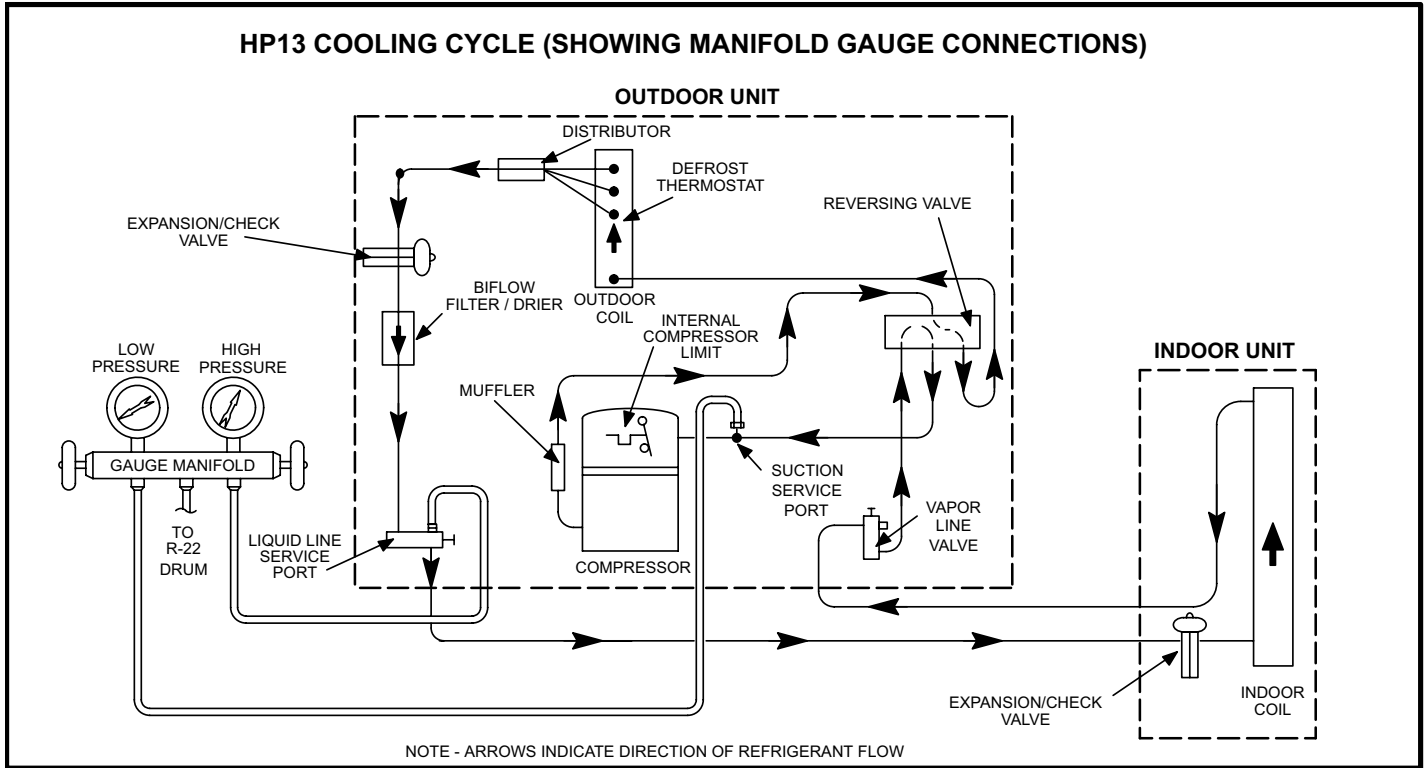 HP13 COOLING CYCLE (SHOWING MANIFOLD GAUGE CONNECTIONS)
OUTDOOR UNIT
DISTRIBUTOR
DEFROST
THERMOSTAT
REVERSING VALVE
EXPANSION/CHECK
VALVE
BIFLOW
FILTER / DRIER
OUTDOOR
COIL
INTERNAL
COMPRESSOR
LIMIT
LOW
PRESSURE
HIGH
PRESSURE
INDOOR UNIT
MUFFLER
GAUGE MANIFOLD
SUCTION
SERVICE
PORT
VAPOR
LINE
VALVE
TO
R-22
DRUM
LIQUID LINE
SERVICE
PORT
COMPRESSOR
EXPANSION/CHECK
VALVE
INDOOR
COIL
NOTE - ARROWS INDICATE DIRECTION OF REFRIGERANT FLOW